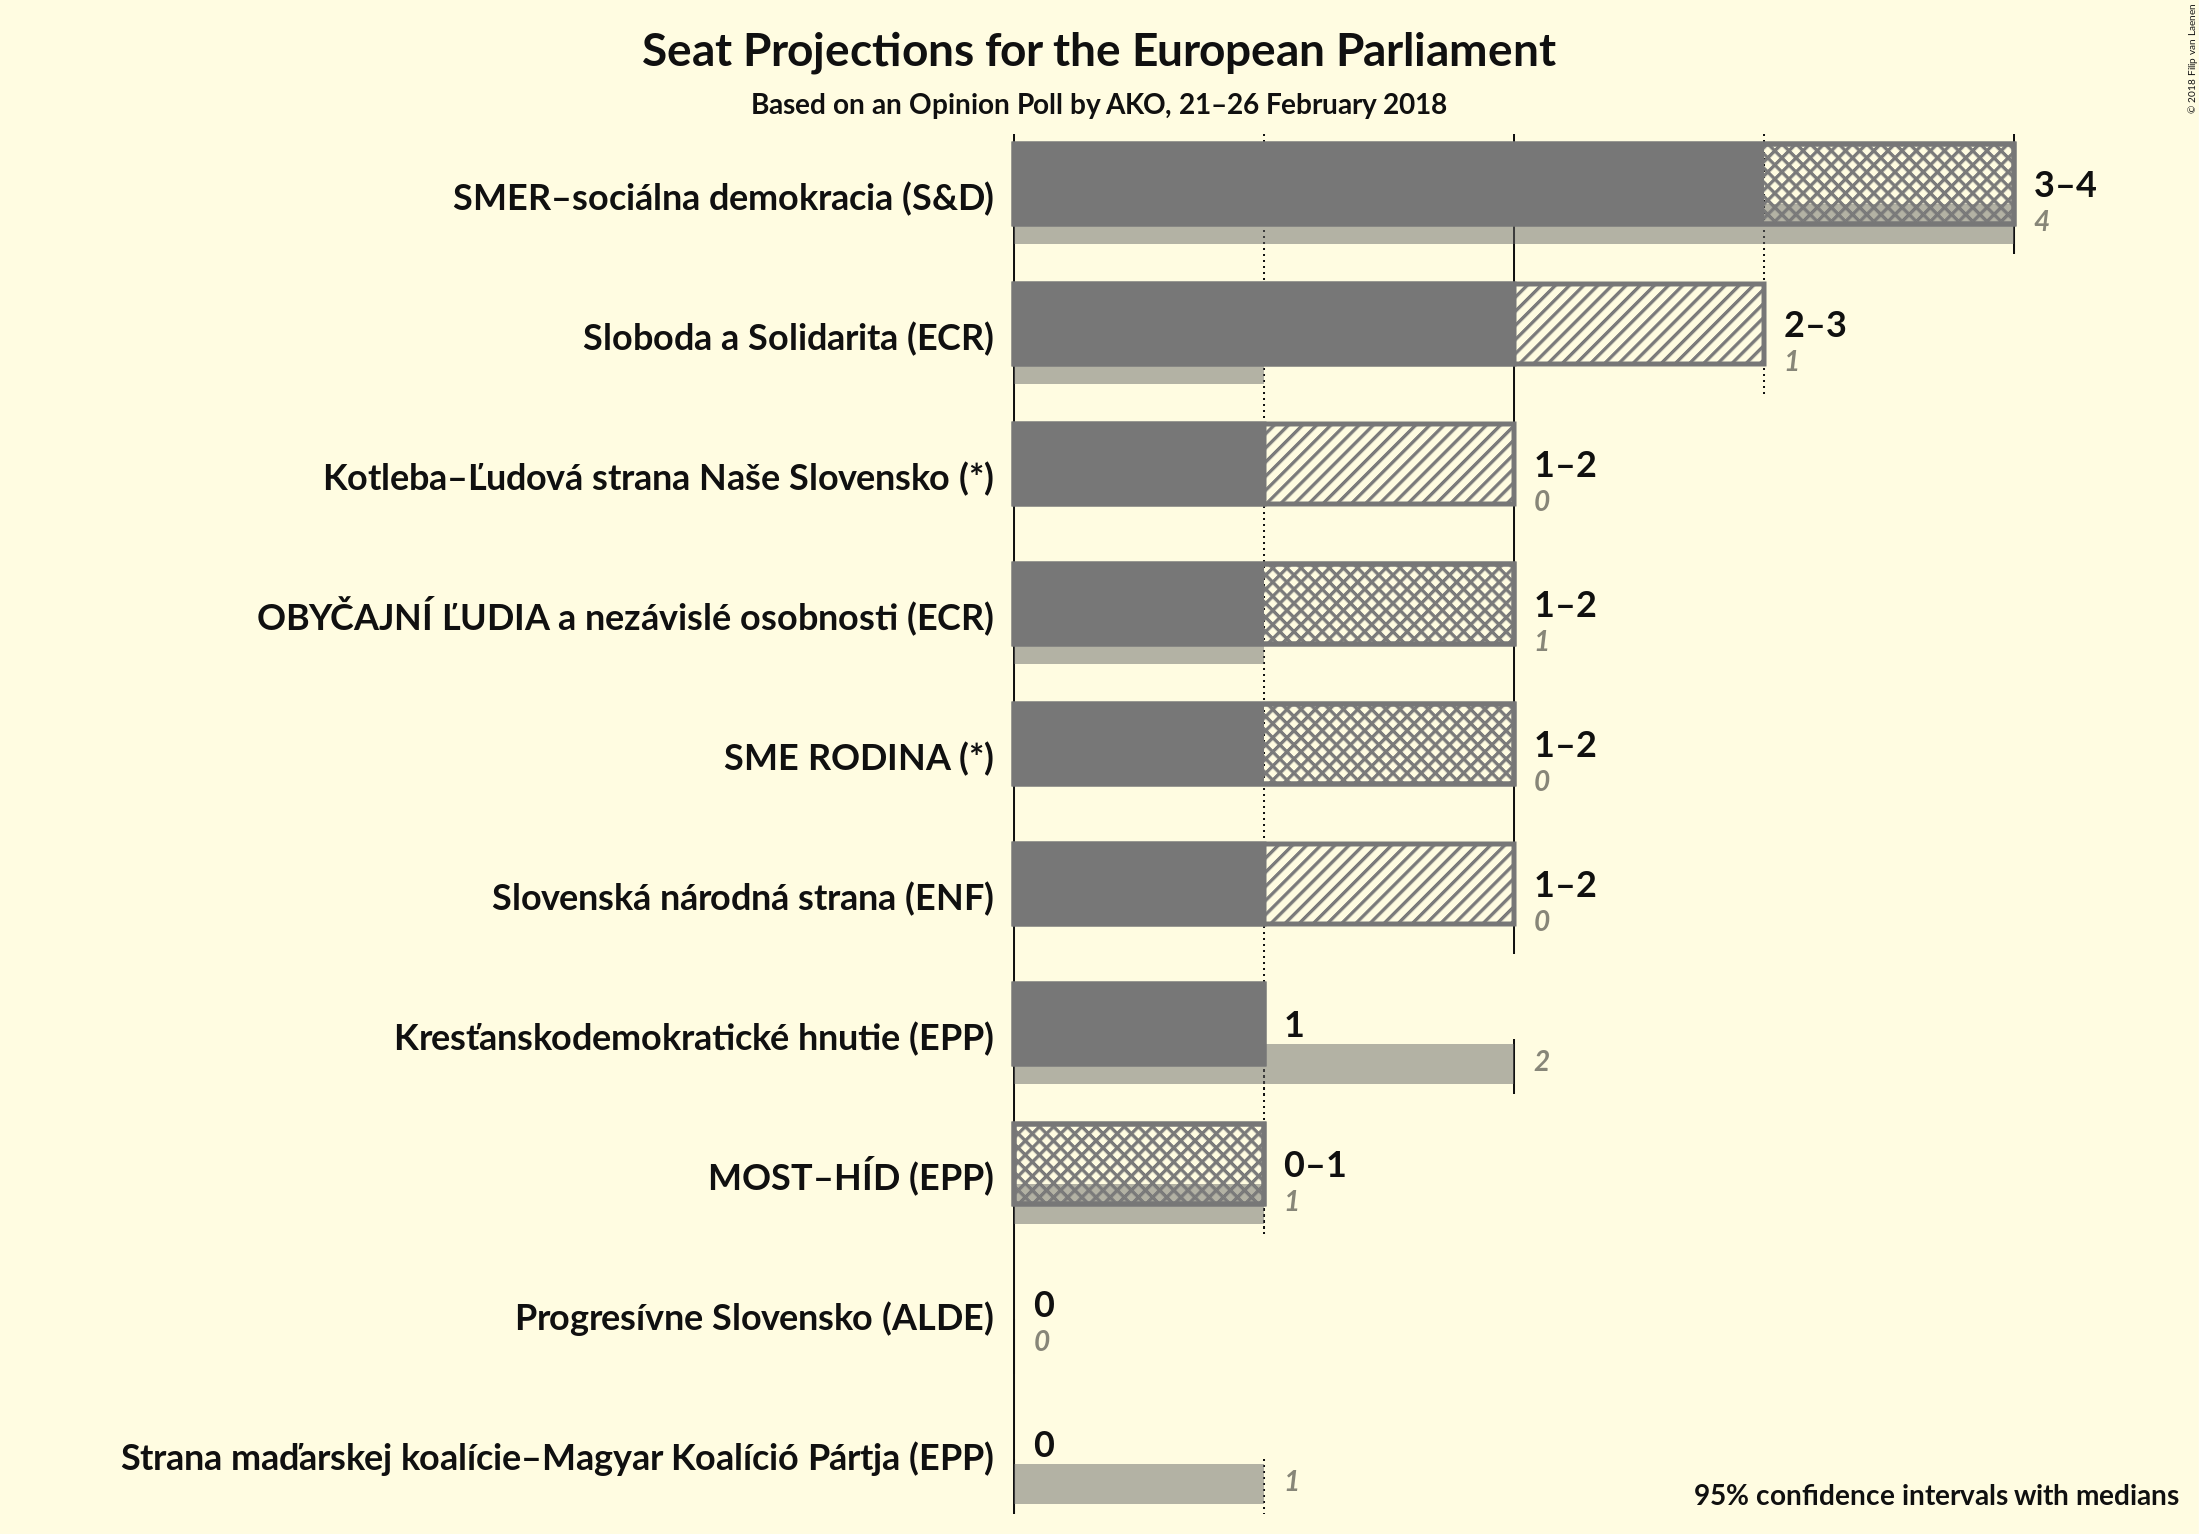 Seat Projections for the European Parliament
Based on an Opinion Poll by AKO, 21–26 February 2018
© 2018 Filip van Laenen
SMER–sociálna demokracia (S&D)
3–4
4
Sloboda a Solidarita (ECR)
2–3
1
Kotleba–Ľudová strana Naše Slovensko (*)
1–2
0
OBYČAJNÍ ĽUDIA a nezávislé osobnosti (ECR)
1–2
1
SME RODINA (*)
1–2
0
Slovenská národná strana (ENF)
1–2
0
Kresťanskodemokratické hnutie (EPP)
1
2
MOST–HÍD (EPP)
0–1
1
Progresívne Slovensko (ALDE)
0
0
Strana maďarskej koalície–Magyar Koalíció Pártja (EPP)
0
1
95% confidence intervals with medians